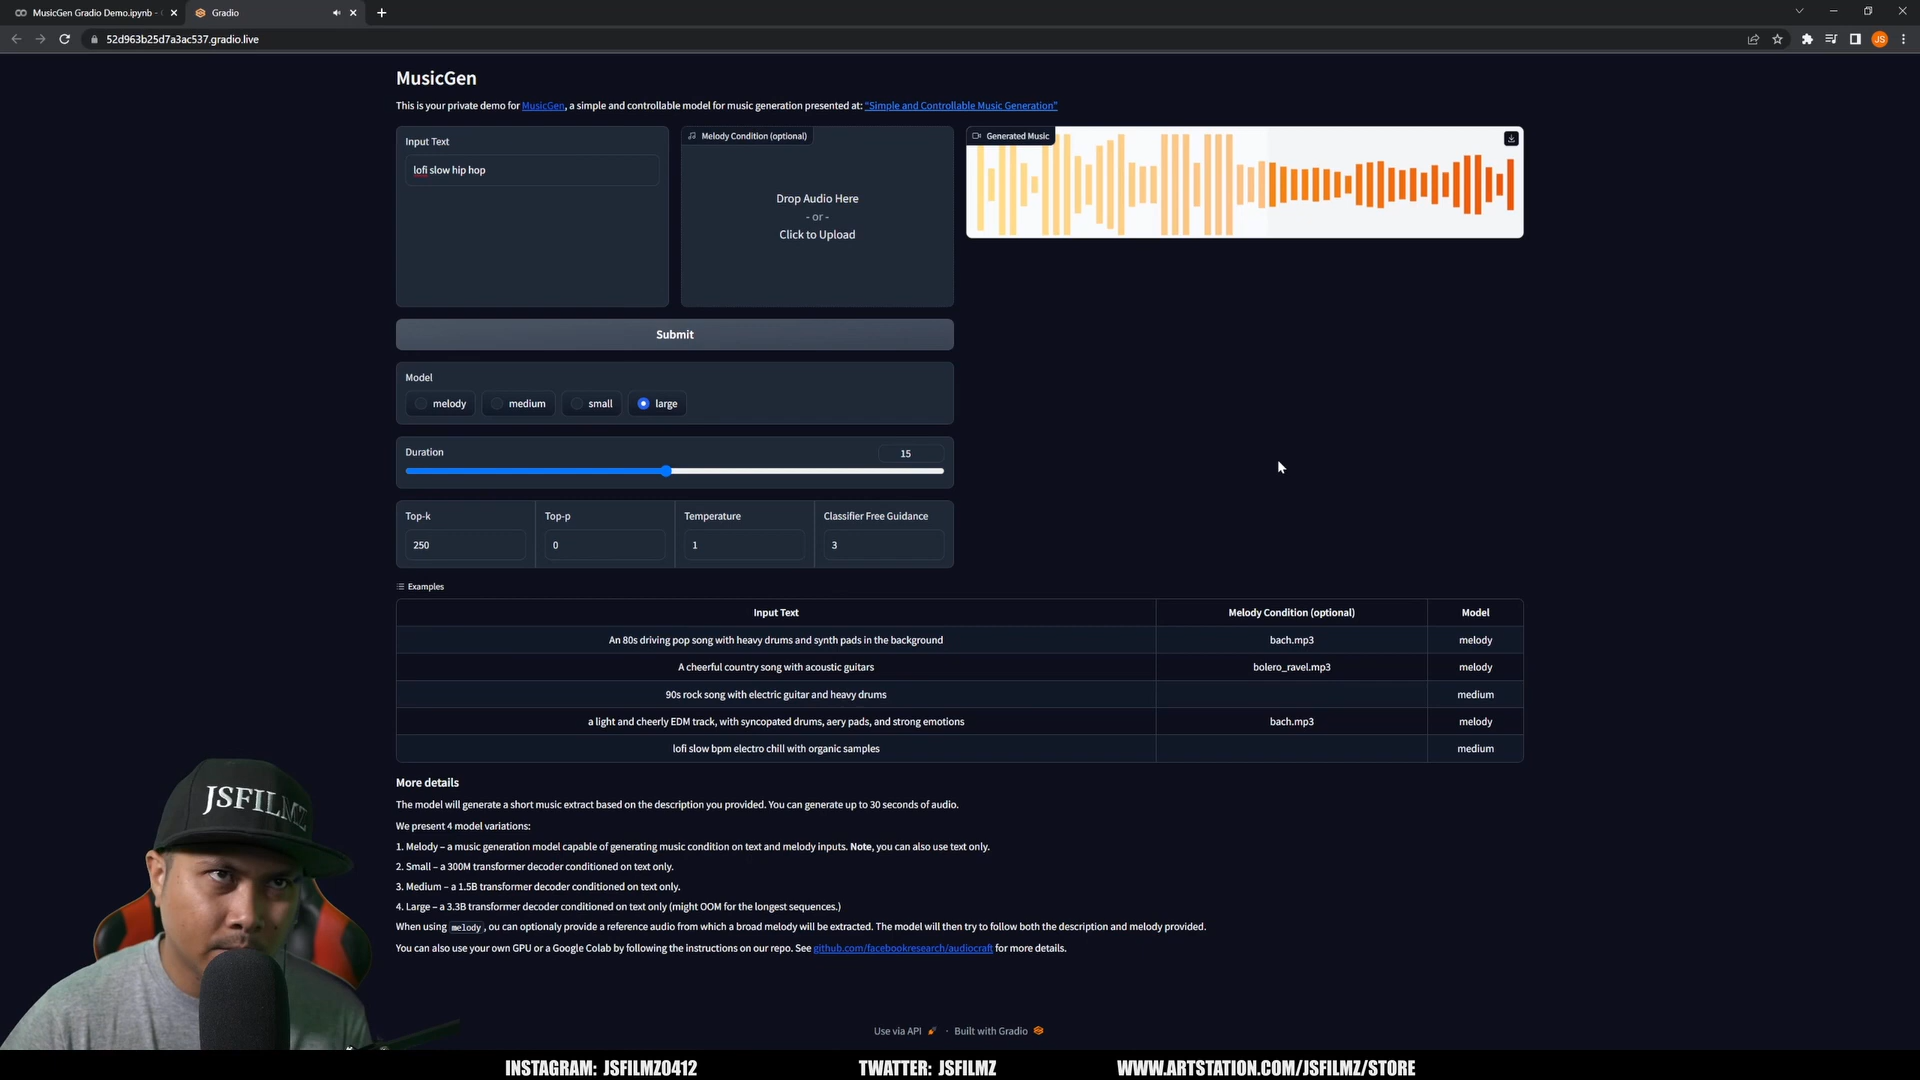 MusicGen Gradio Demo.ipynb -
Gradio
52d963b25d7a3ac537.gradio.live
JS
MusicGen
This is your private demo for MusicGen, a simple and controllable model for music generation presented at: "Simple and Controllable Music Generation"
Input Text
lofi slow hip hop
Melody Condition (optional)
Drop Audio Here
- or -
Click to Upload
Generated Music
Submit
Model
melody medium small large
Duration 15
Top-k Top-p Temperature Classifier Free Guidance
250 0 1 3
Examples
Input Text Melody Condition (optional) Model
An 80s driving pop song with heavy drums and synth pads in the background bach.mp3 melody
A cheerful country song with acoustic guitars bolero_ravel.mp3 melody
90s rock song with electric guitar and heavy drums medium
a light and cheerly EDM track, with syncopated drums, aery pads, and strong emotions bach.mp3 melody
lofi slow bpm electro chill with organic samples medium
More details
The model will generate a short music extract based on the description you provided. You can generate up to 30 seconds of audio.
We present 4 model variations:
1. Melody – a music generation model capable of generating music condition on text and melody inputs. Note, you can also use text only.
2. Small – a 300M transformer decoder conditioned on text only.
3. Medium – a 1.5B transformer decoder conditioned on text only.
4. Large – a 3.3B transformer decoder conditioned on text only (might OOM for the longest sequences.)
When using melody, ou can optionaly provide a reference audio from which a broad melody will be extracted. The model will then try to follow both the description and melody provided.
You can also use your own GPU or a Google Colab by following the instructions on our repo. See github.com/facebookresearch/audiocraft for more details.
JSFILMZ
Use via API · Built with Gradio
INSTAGRAM: JSFILMZ0412 TWATTER: JSFILMZ WWW.ARTSTATION.COM/JSFILMZ/STORE